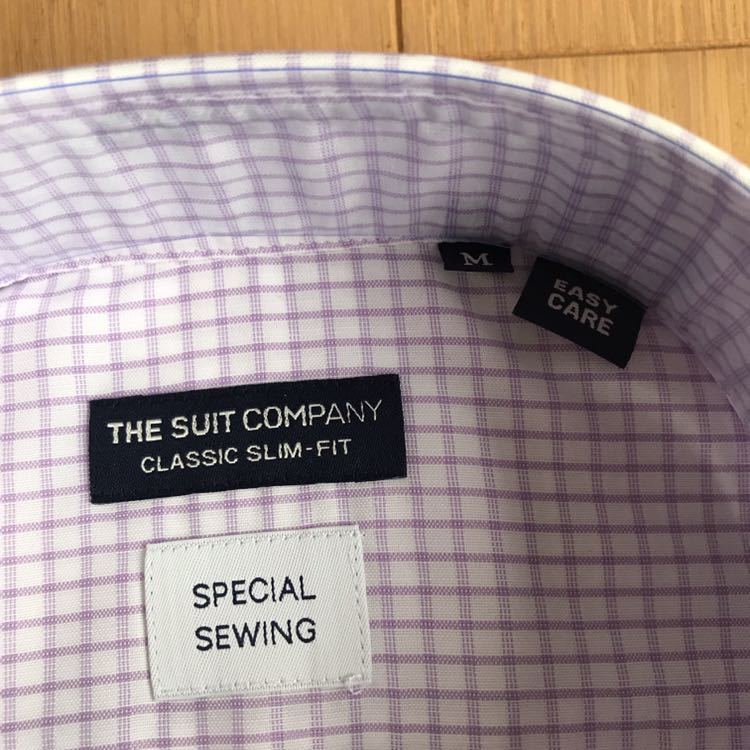 M
EASY
CARE
THE SUIT COMPANY
CLASSIC SLIM-FIT
SPECIAL
SEWING